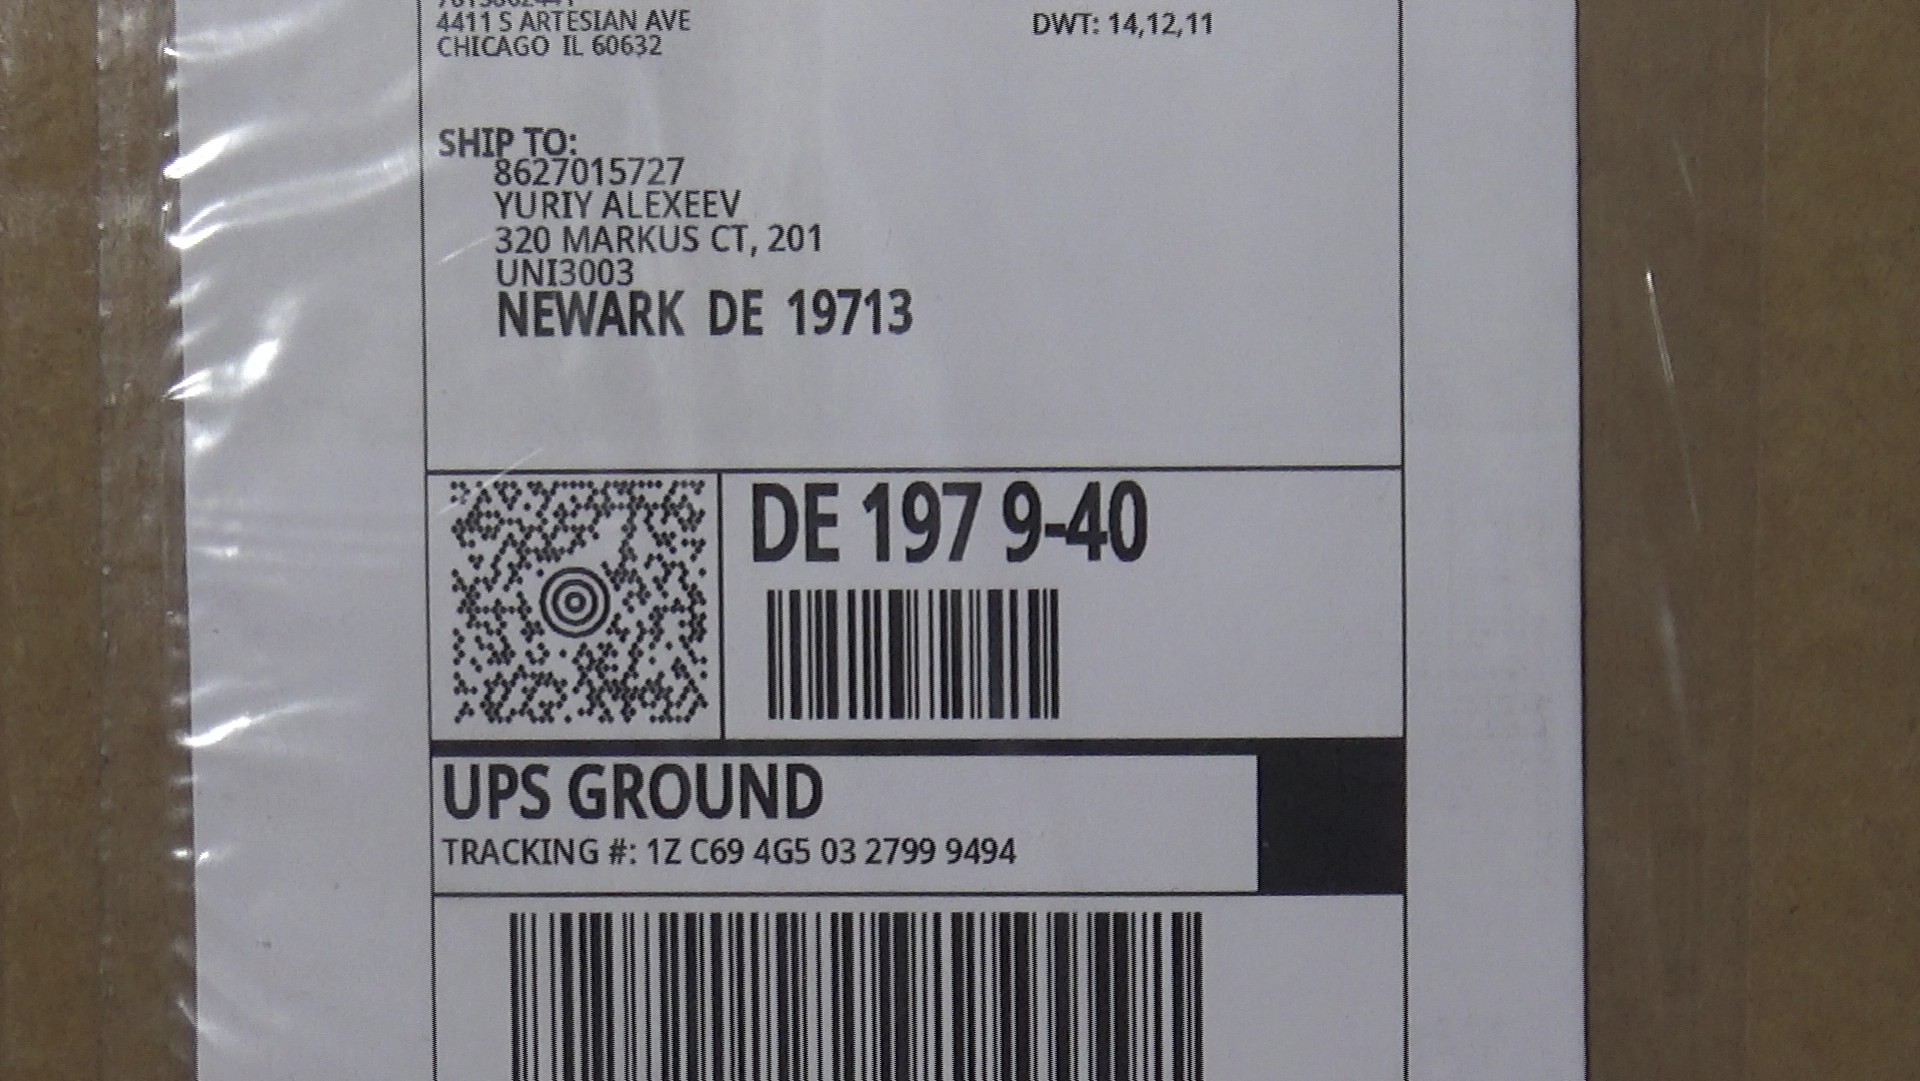 4411 S ARTESIAN AVE
CHICAGO IL 60632
DWT: 14,12,11
SHIP TO:
8627015727
YURIY ALEXEEV
320 MARKUS CT, 201
UNI3003
NEWARK DE 19713
DE 197 9-40
UPS GROUND
TRACKING #: 1Z C69 4G5 03 2799 9494